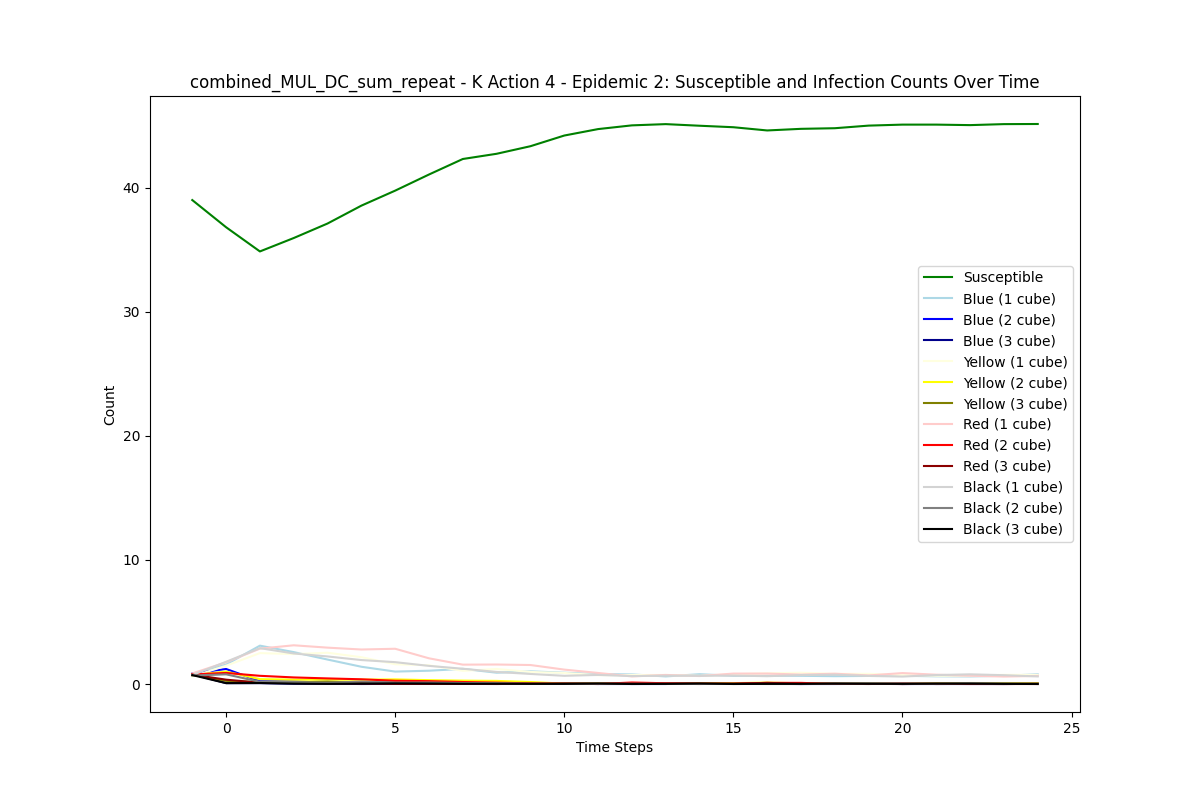 combined_MUL_DC_sum_repeat - K Action 4 - Epidemic 2: Susceptible and Infection Counts Over Time
Count
40
30
20
10
0
Susceptible
Blue (1 cube)
Blue (2 cube)
Blue (3 cube)
Yellow (1 cube)
Yellow (2 cube)
Yellow (3 cube)
Red (1 cube)
Red (2 cube)
Red (3 cube)
Black (1 cube)
Black (2 cube)
Black (3 cube)
0 5 10 15 20 25
Time Steps